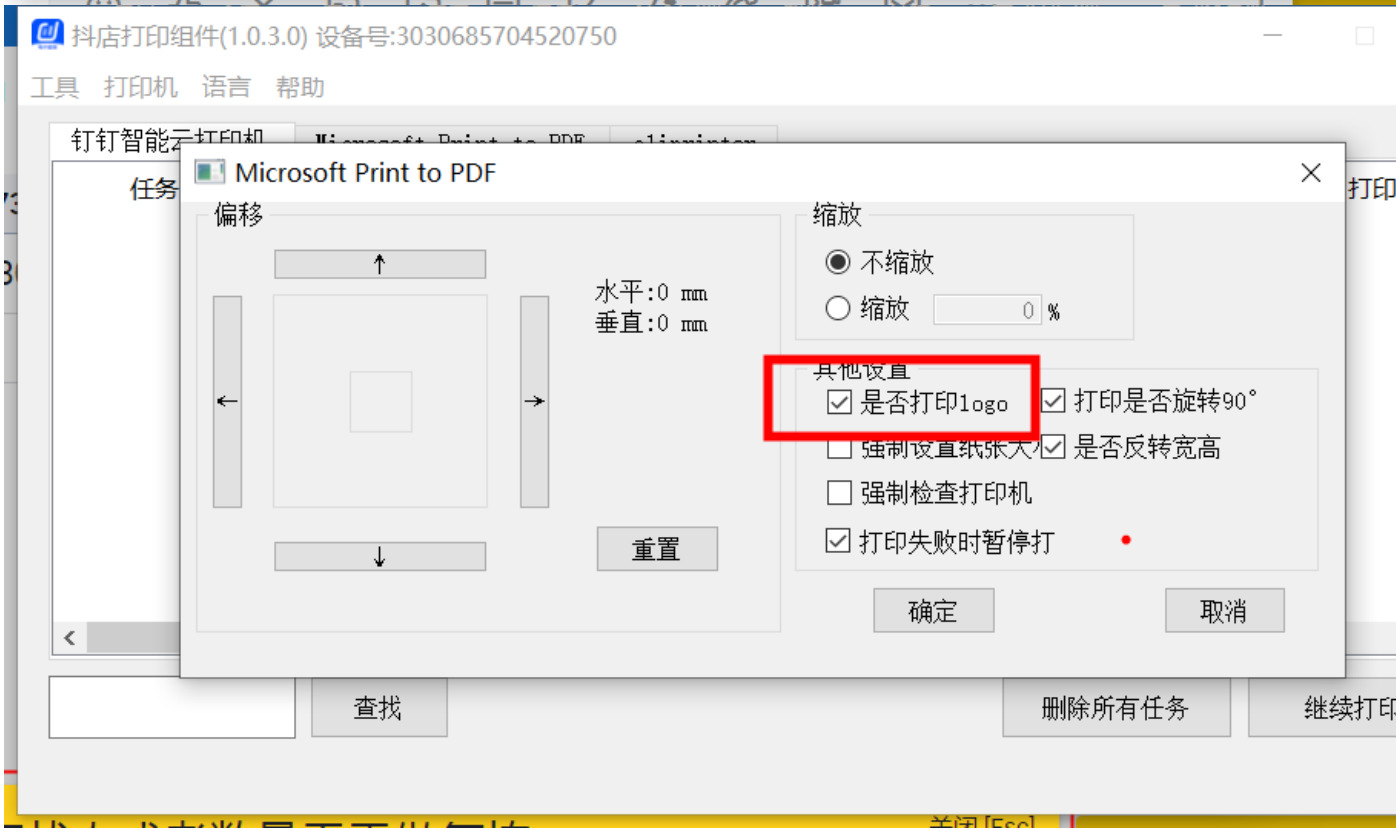 抖店打印组件(1.0.3.0) 设备号:3030685704520750
工具 打印机 语言 帮助
钉钉智能云打印机 Microsoft Print to PDF clinprinter
任务
打印
Microsoft Print to PDF
偏移
水平:0 mm
垂直:0 mm
重置
缩放
不缩放
缩放 0 %
其他设置
是否打印logo 打印是否旋转90°
强制设置纸张大小 是否反转宽高
强制检查打印机
打印失败时暂停打
确定 取消
查找 删除所有任务 继续打印
关闭 [Esc]